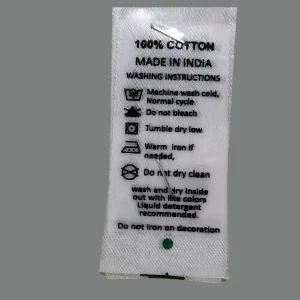 100% COTTON
MADE IN INDIA
WASHING INSTRUCTIONS
Machine wash cold,
Normal cycle
Do not bleach
Tumble dry low
Warm iron if
needed,
Do not dry clean
wash and dry inside
out with like colors
Liquid detergent
recommended.
Do not iron on decoration